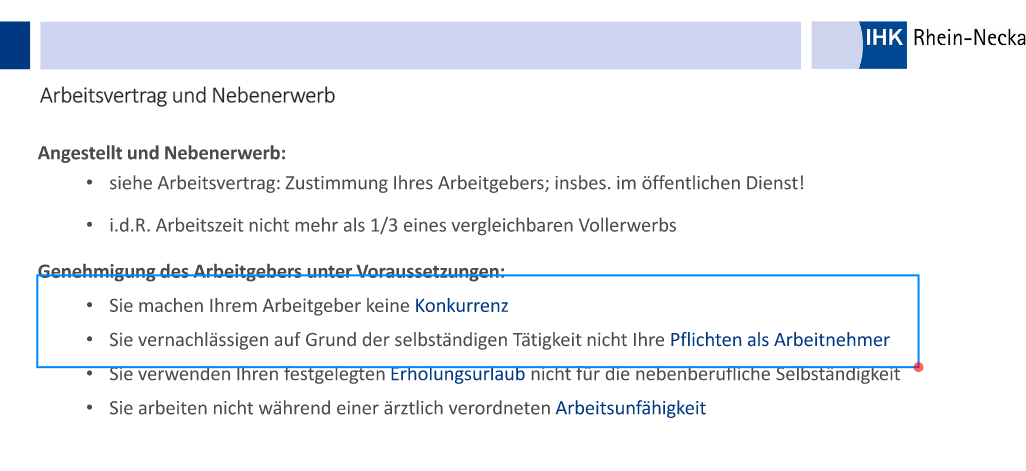 IHK Rhein-Necka
Arbeitsvertrag und Nebenerwerb
Angestellt und Nebenerwerb:
• siehe Arbeitsvertrag: Zustimmung Ihres Arbeitgebers; insbes. im öffentlichen Dienst!
• i.d.R. Arbeitszeit nicht mehr als 1/3 eines vergleichbaren Vollerwerbs
Genehmigung des Arbeitgebers unter Voraussetzungen:
• Sie machen Ihrem Arbeitgeber keine Konkurrenz
• Sie vernachlässigen auf Grund der selbständigen Tätigkeit nicht Ihre Pflichten als Arbeitnehmer
• Sie verwenden Ihren festgelegten Erholungsurlaub nicht für die nebenberufliche Selbständigkeit
• Sie arbeiten nicht während einer ärztlich verordneten Arbeitsunfähigkeit